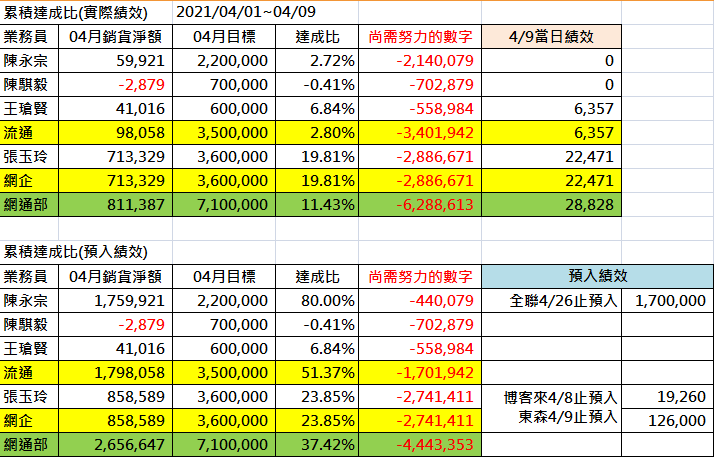 累積達成比(實際績效) 2021/04/01~04/09
業務員 04月銷貨淨額 04月目標 達成比 尚需努力的數字 4/9當日績效
陳永宗 59,921 2,200,000 2.72% -2,140,079 0
陳騏毅 -2,879 700,000 -0.41% -702,879 0
王瑲賢 41,016 600,000 6.84% -558,984 6,357
流通 98,058 3,500,000 2.80% -3,401,942 6,357
張玉玲 713,329 3,600,000 19.81% -2,886,671 22,471
網企 713,329 3,600,000 19.81% -2,886,671 22,471
網通部 811,387 7,100,000 11.43% -6,288,613 28,828
累積達成比(預入績效)
業務員 04月銷貨淨額 04月目標 達成比 尚需努力的數字 預入績效
陳永宗 1,759,921 2,200,000 80.00% -440,079 全聯4/26止預入 1,700,000
陳騏毅 -2,879 700,000 -0.41% -702,879
王瑲賢 41,016 600,000 6.84% -558,984
流通 1,798,058 3,500,000 51.37% -1,701,942
張玉玲 858,589 3,600,000 23.85% -2,741,411 博客來4/8止預入 19,260
網企 858,589 3,600,000 23.85% -2,741,411 東森4/9止預入 126,000
網通部 2,656,647 7,100,000 37.42% -4,443,353